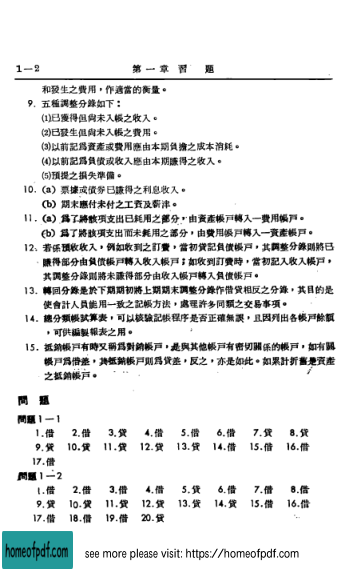 1—2 第一章習 題
和發生之費用，作適當的衡量。
9. 五種調整分錄如下：
(1)已獲得但尚未入帳之收入。
(2)已發生但尚未入帳之費用。
(3)以前記為資產或費用應由本期負擔之成本消耗。
(4)以前記為負債或收入應由本期賺得之收入。
(5)預提之損失準備。
10. (a) 票據或債券已賺得之利息收入。
(b) 期末應付未付之工資及薪津。
11. (a) 為了將該項支出已耗用之部分，由資產帳戶轉入一費用帳戶。
(b) 為了將該項支出而未耗用之部分，由費用帳戶轉入一資產帳戶。
12. 若係預收收入，例如收到之訂費，當初貸記負債帳戶，其調整分錄則將已
賺得部分由負債帳戶轉入收入帳戶；如收到訂費時，當初記入收入帳戶，
其調整分錄則將未賺得部分由收入帳戶轉入負債帳戶。
13. 轉回分錄是於下期期初將上期期末調整分錄作借貸相反之分錄，其目的是
使會計人員能用一致之記帳方法，處理許多同類之交易事項。
14. 總分類帳試算表，可以核驗記帳程序是否正確無誤，且因列出各帳戶餘額
，可供編製報表之用。
15. 抵銷帳戶有時又稱為對銷帳戶，是與其他帳戶有密切關係的帳戶，如有關
帳戶為借差，其抵銷帳戶則為貸差，反之，亦是如此。如累計折舊是資產
之抵銷帳戶。
問 題
問題1—1
1.借 2.借 3.貸 4.借 5.借 6.借 7.貸 8.貸
9.貸 10.貸 11.貸 12.貸 13.貸 14.借 15.借 16.借
17.借
問題1—2
1.借 2.借 3.借 4.借 5.貸 6.借 7.借 8.借
9.貸 10.貸 11.貸 12.貸 13.貸 14.貸 15.借 16.借
17.借 18.借 19.借 20.貸
homeofpdf.com see more please visit: https://homeofpdf.com